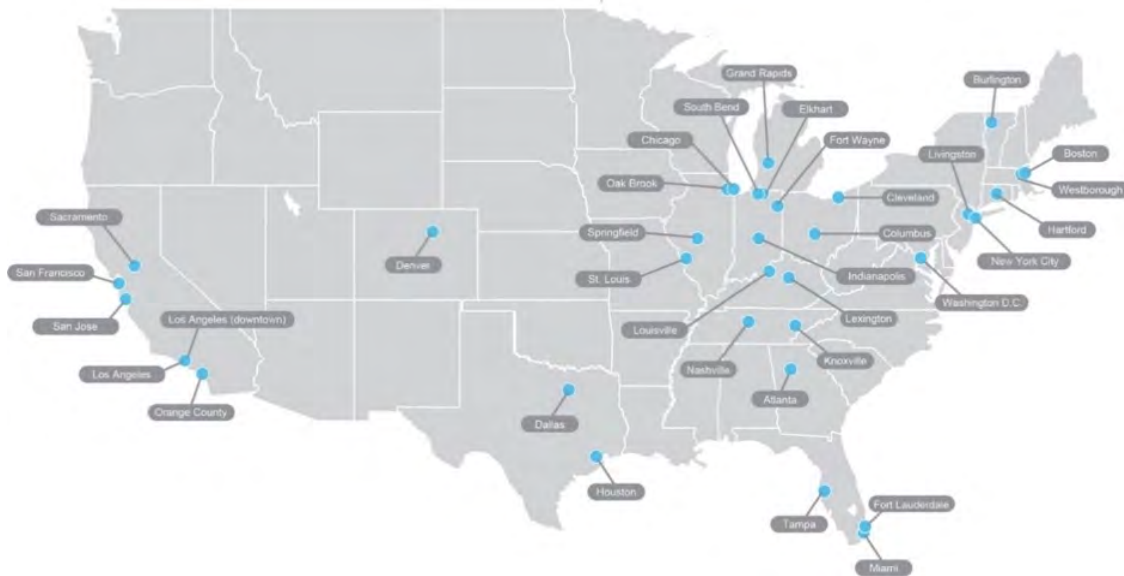 Grand Rapids
Burlington
South Bend
Elkhart
Chicago
Fort Wayne
Livingston
Boston
Oak Brook
Westborough
Cleveland
Sacramento
Hartford
Springfield
Columbus
San Francisco
Denver
St. Louis
Indianapolis
New York City
Washington D.C.
San Jose
Los Angeles (downtown)
Louisville
Lexington
Los Angeles
Nashville
Knoxville
Orange County
Dallas
Atlanta
Houston
Fort Lauderdale
Tampa
Miami